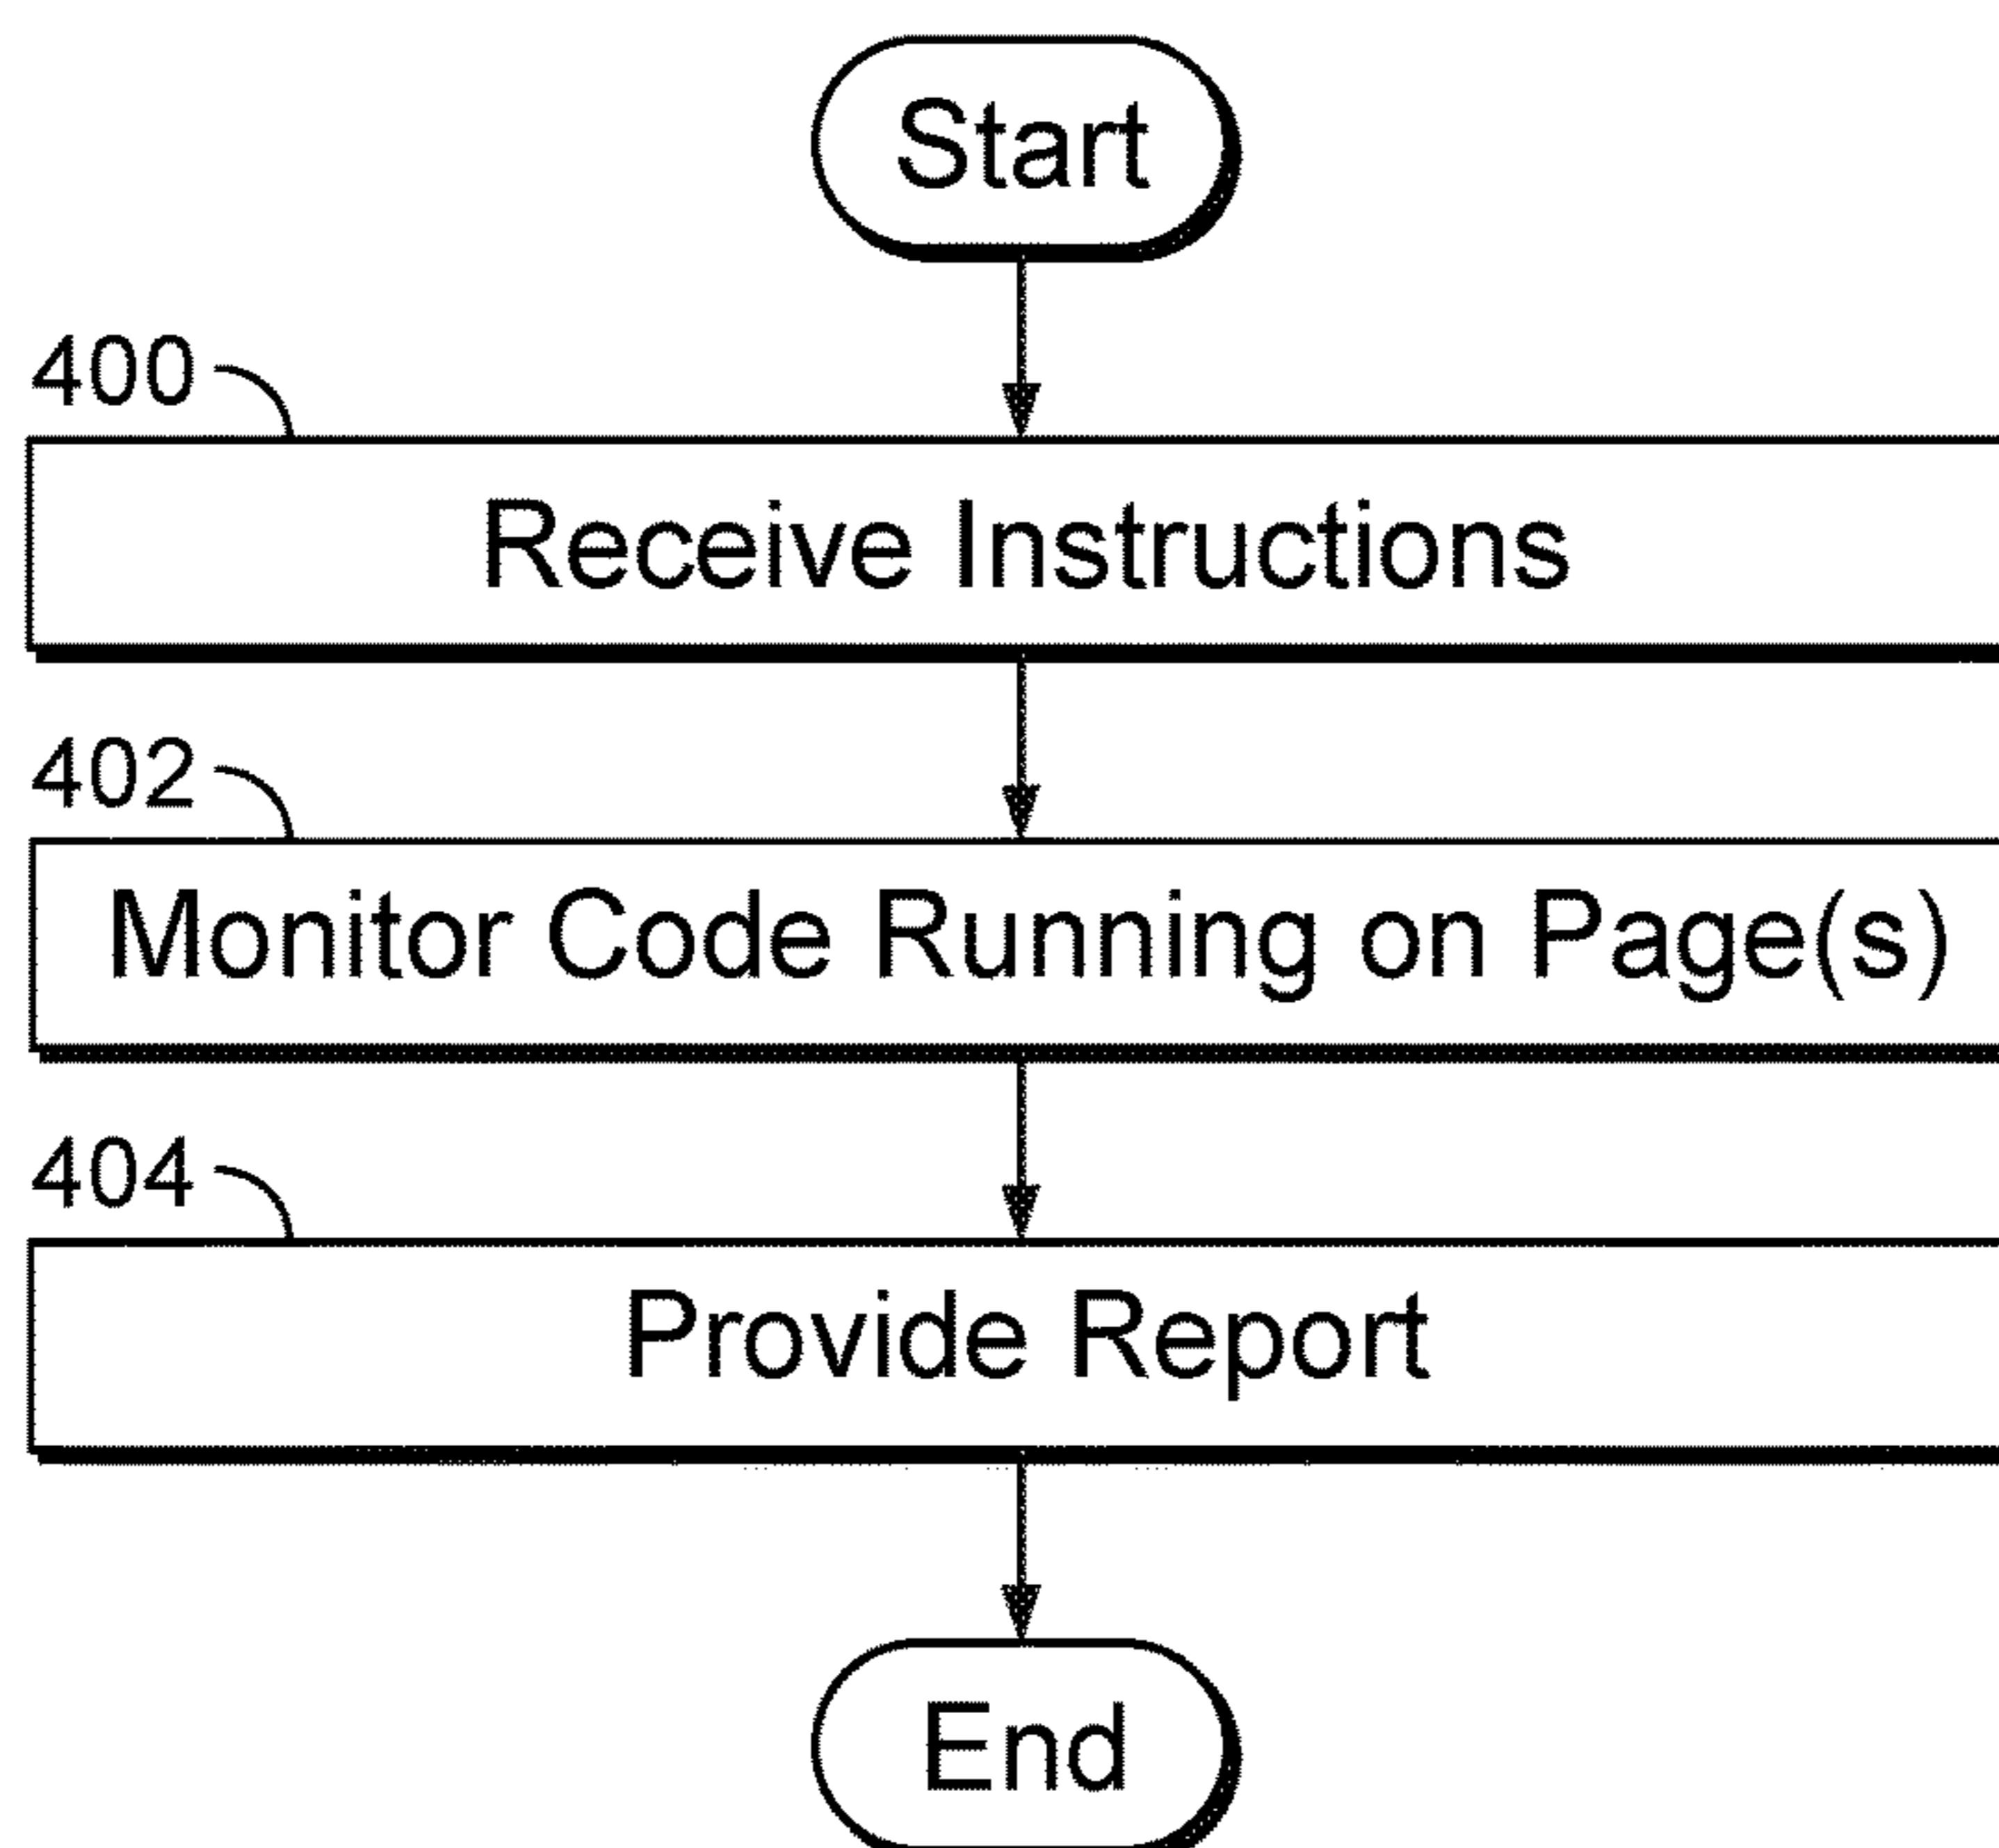 Start
400
Receive Instructions
402
Monitor Code Running on Page(s)
404
Provide Report
End